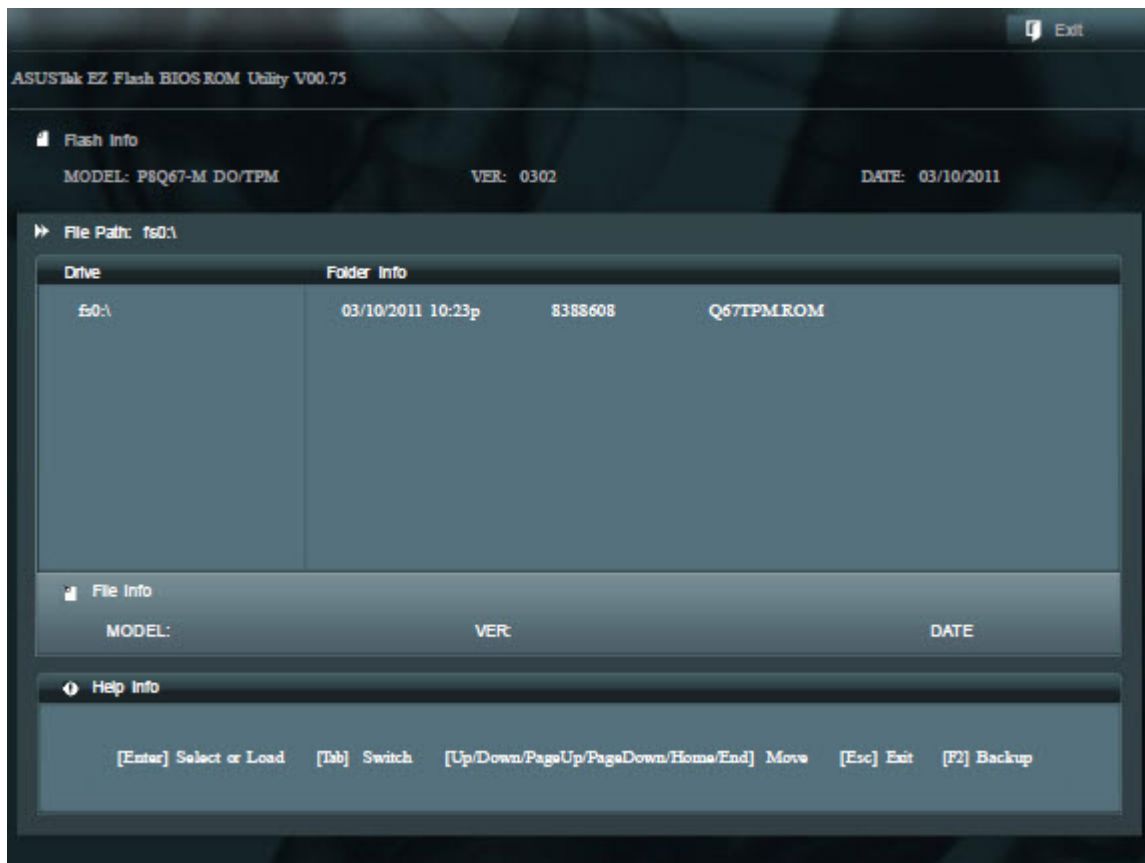 Exit
ASUSTek EZ Flash BIOS ROM Utility V00.75
Flash Info
MODEL: P8Q67-M DO/TPM VER: 0302 DATE: 03/10/2011
File Path: fs0:\
Drive Folder Info
fs0:\ 03/10/2011 10:23p 8388608 Q67TPM.ROM
File Info
MODEL: VER: DATE
Help Info
[Enter] Select or Load [Tab] Switch [Up/Down/PageUp/PageDown/Home/End] Move [Esc] Exit [F2] Backup